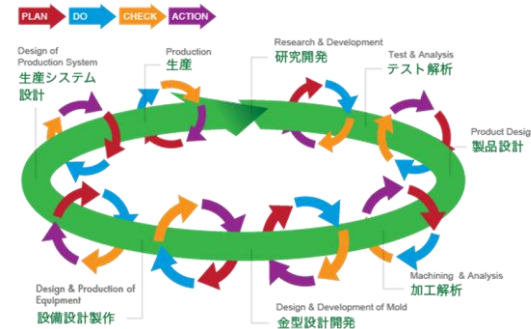 PLAN DO CHECK ACTION
Design of
Production System
生産システム
設計
Production
生産
Research & Development
研究開発
Test & Analysis
テスト解析
Product Desig
製品設計
Machining & Analysis
加工解析
Design & Development of Mold
金型設計開発
Design & Production of
Equipment
設備設計製作